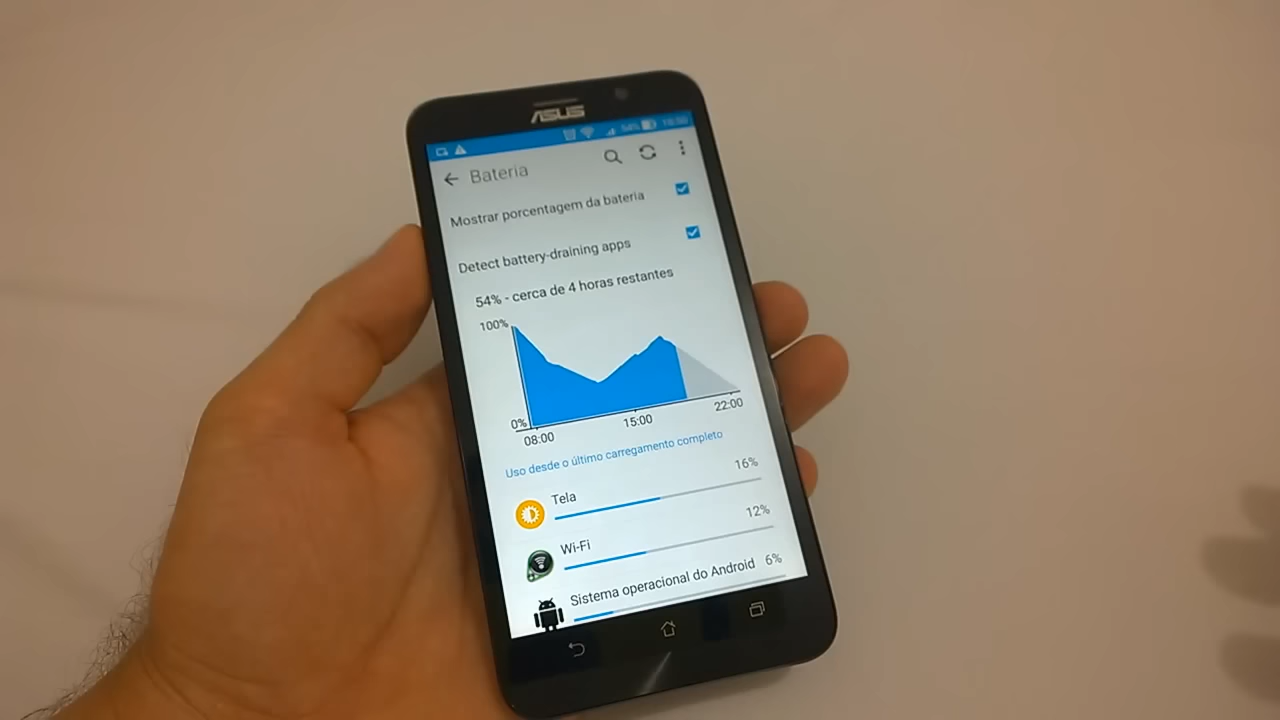 ASUS
54%
Bateria
Mostrar porcentagem da bateria
Detect battery-draining apps
54% - cerca de 4 horas restantes
100%
0%
08:00
15:00
22:00
Uso desde o último carregamento completo
Tela
16%
Wi-Fi
12%
Sistema operacional do Android
6%